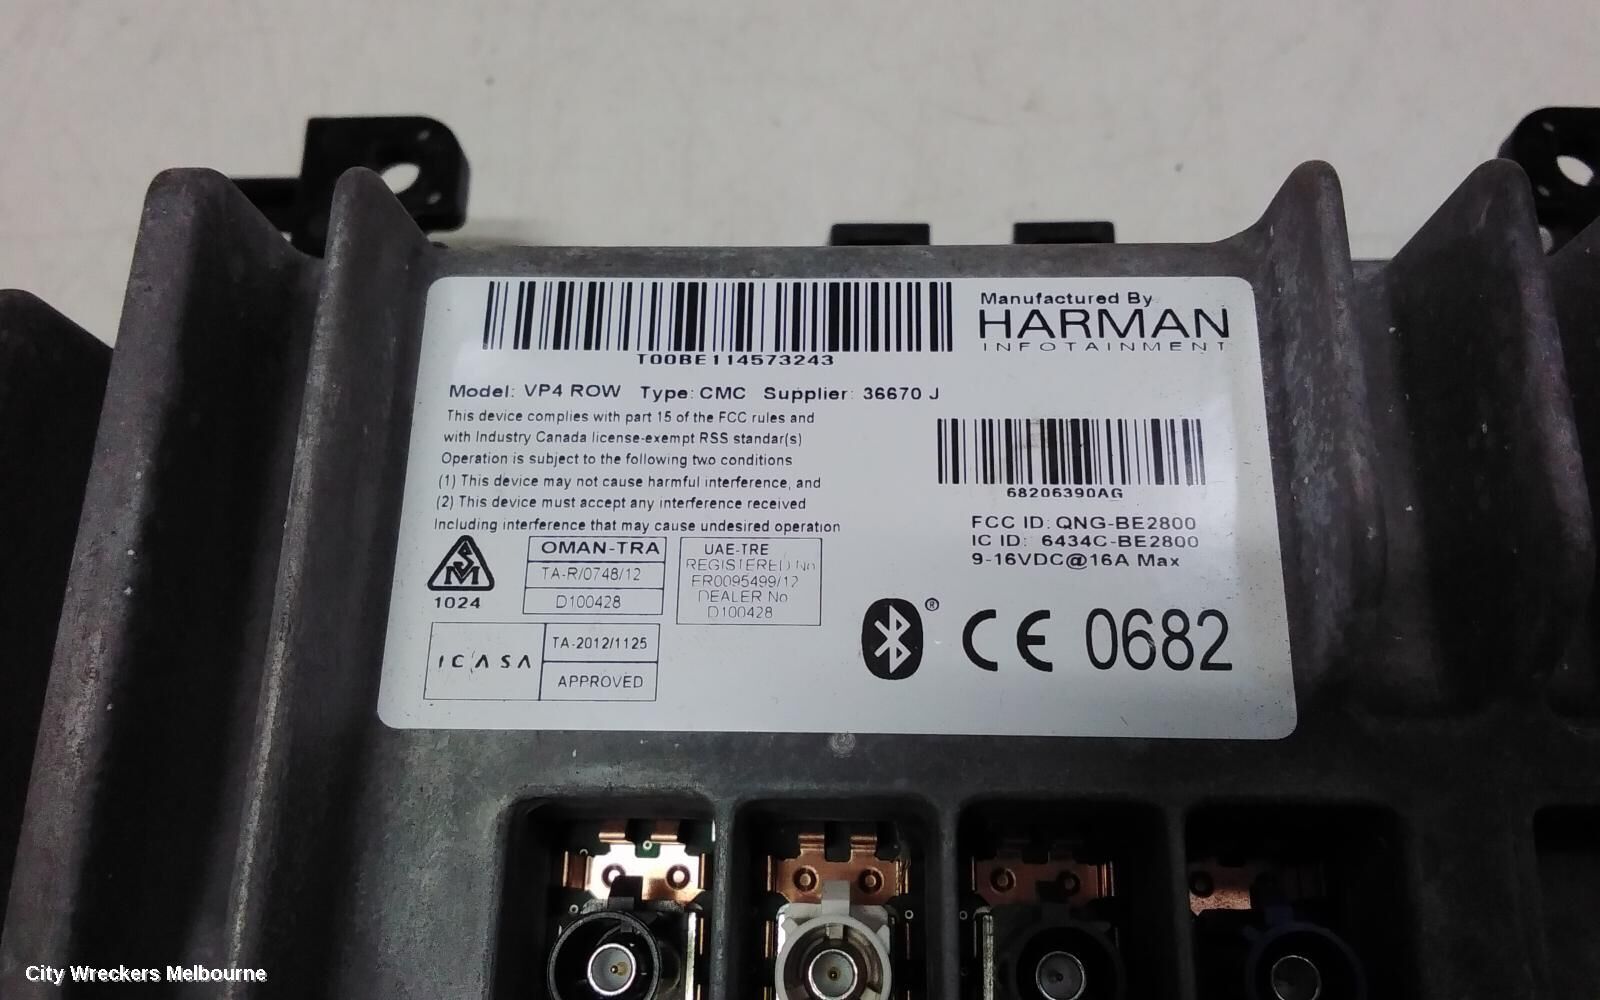 T00BE114573243
Manufactured By
HARMAN
INFOTAINMENT
Model: VP4 ROW Type: CMC Supplier: 36670 J
This device complies with part 15 of the FCC rules and
with Industry Canada license-exempt RSS standar(s)
Operation is subject to the following two conditions
(1) This device may not cause harmful interference, and
(2) This device must accept any interference received
Including interference that may cause undesired operation
68206390AG
FCC ID: QNG-BE2800
IC ID: 6434C-BE2800
9-16VDC@16A Max
SM
1024
OMAN-TRA
TA-R/0748/12
D100428
UAE-TRE
REGISTERED No
ER0095499/12
DEALER No
D100428
ICASA
TA-2012/1125
APPROVED
® CE 0682
City Wreckers Melbourne